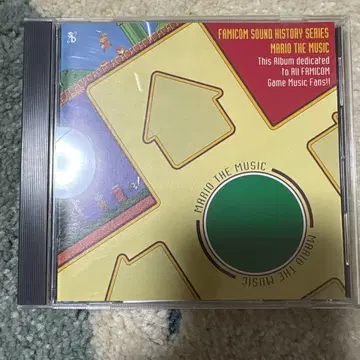 FAMICOM SOUND HISTORY SERIES
MARIO THE MUSIC
This Album dedicated
to All FAMICOM
Game Music Fans!!
MARIO THE MUSIC
MARIO THE MUSIC